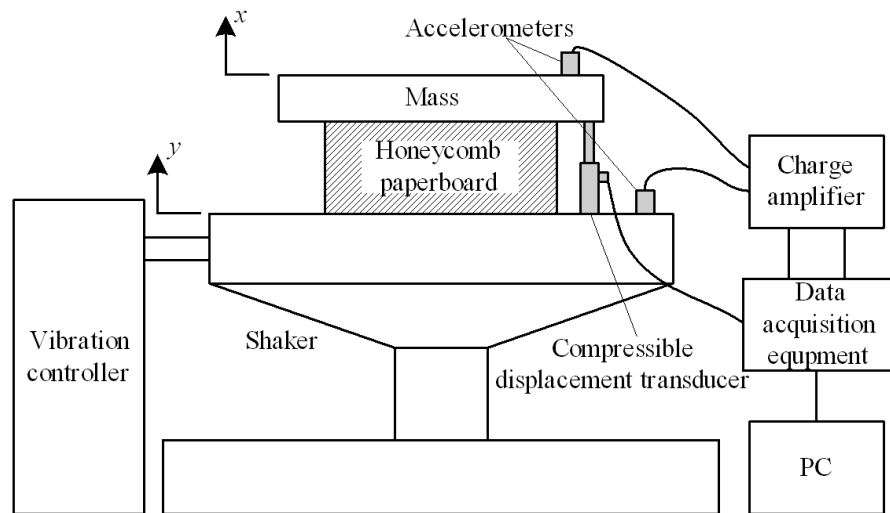 x
Accelerometers
Mass
y
Honeycomb
paperboard
Charge
amplifier
Vibration
controller
Shaker
Compressible
displacement transducer
Data
acquisition
equpment
PC